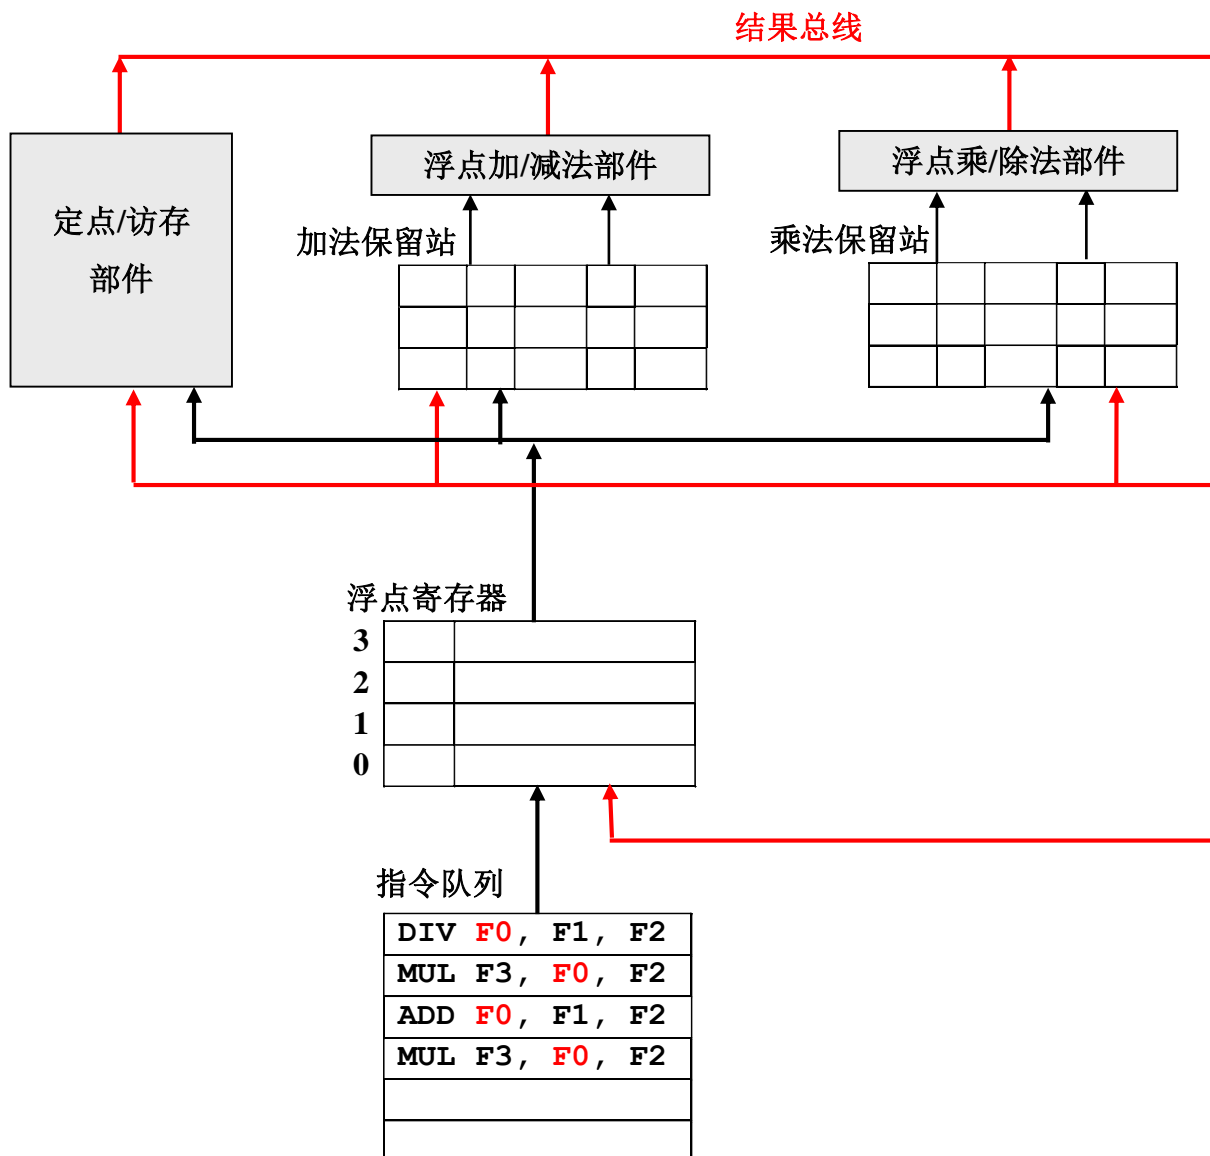 结果总线
定点/访存
部件
浮点加/减法部件
浮点乘/除法部件
加法保留站
乘法保留站
浮点寄存器
3
2
1
0
指令队列
DIV F0, F1, F2
MUL F3, F0, F2
ADD F0, F1, F2
MUL F3, F0, F2